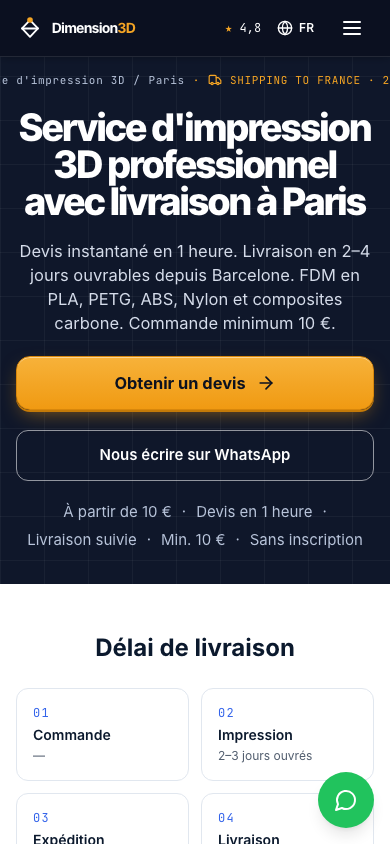 Dimension3D
★ 4,8
FR
e d'impression 3D / Paris · SHIPPING TO FRANCE · 2
Service d'impression
3D professionnel
avec livraison à Paris
Devis instantané en 1 heure. Livraison en 2–4
jours ouvrables depuis Barcelone. FDM en
PLA, PETG, ABS, Nylon et composites
carbone. Commande minimum 10 €.
Obtenir un devis →
Nous écrire sur WhatsApp
À partir de 10 € · Devis en 1 heure ·
Livraison suivie · Min. 10 € · Sans inscription
Délai de livraison
01
Commande
—
02
Impression
2–3 jours ouvrés
03
Expédition
04
Livraison